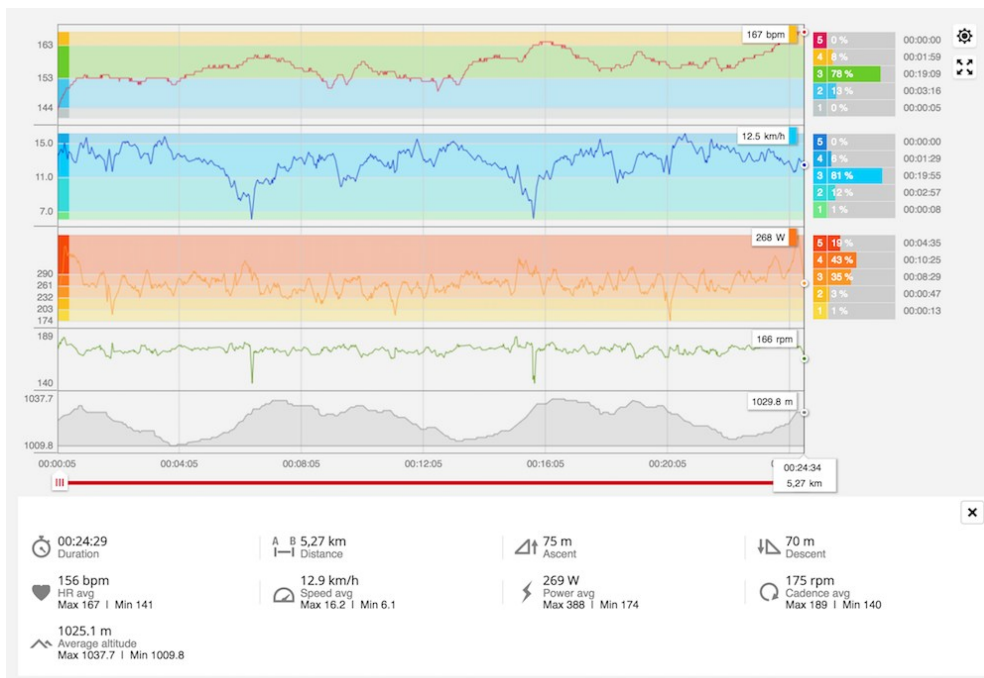 163
153
144
167 bpm
5 0 % 00:00:00
4 8 % 00:01:59
3 78 % 00:19:09
2 13 % 00:03:16
1 0 % 00:00:05
15.0
11.0
7.0
12.5 km/h
5 0 % 00:00:00
4 6 % 00:01:29
3 81 % 00:19:55
2 12 % 00:02:57
1 1 % 00:00:08
290
261
232
203
174
268 W
5 19 % 00:04:35
4 43 % 00:10:25
3 35 % 00:08:29
2 3 % 00:00:47
1 1 % 00:00:13
189
140
166 rpm
1037.7
1009.8
1029.8 m
00:00:05 00:04:05 00:08:05 00:12:05 00:16:05 00:20:05
00:24:34
5,27 km
00:24:29
Duration
A B 5,27 km
Distance
75 m
Ascent
70 m
Descent
156 bpm
HR avg
Max 167 | Min 141
12.9 km/h
Speed avg
Max 16.2 | Min 6.1
269 W
Power avg
Max 388 | Min 174
175 rpm
Cadence avg
Max 189 | Min 140
1025.1 m
Average altitude
Max 1037.7 | Min 1009.8